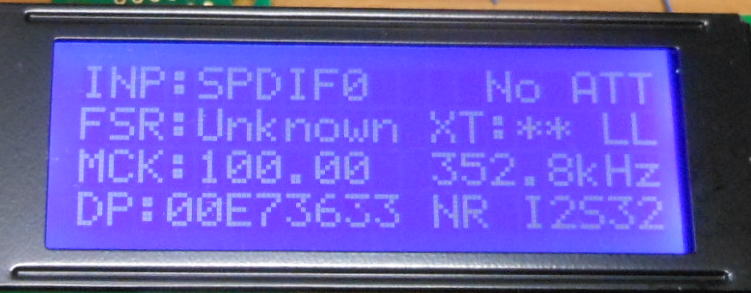 INP:SPDIF0 No ATT
FSR:Unknown XT:** LL
MCK:100.00 352.8kHz
DP:00E73633 NR I2S32